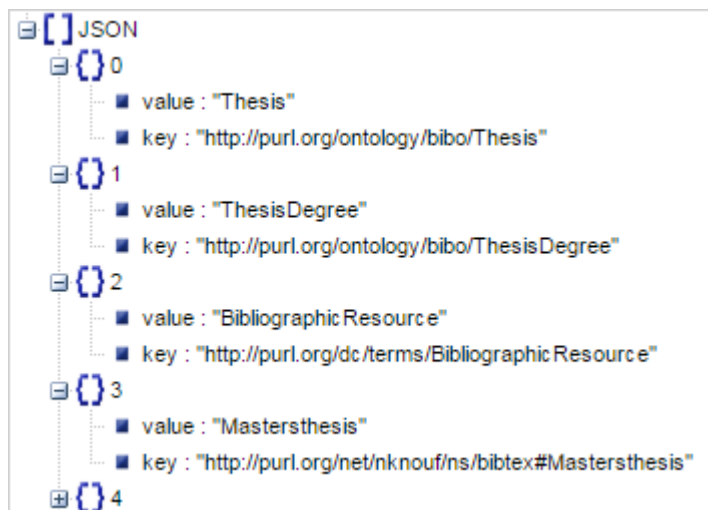 JSON
0
value : "Thesis"
key : "http://purl.org/ontology/bibo/Thesis"
1
value : "ThesisDegree"
key : "http://purl.org/ontology/bibo/ThesisDegree"
2
value : "BibliographicResource"
key : "http://purl.org/dc/terms/BibliographicResource"
3
value : "Mastersthesis"
key : "http://purl.org/net/nknouf/ns/bibtex#Mastersthesis"
4